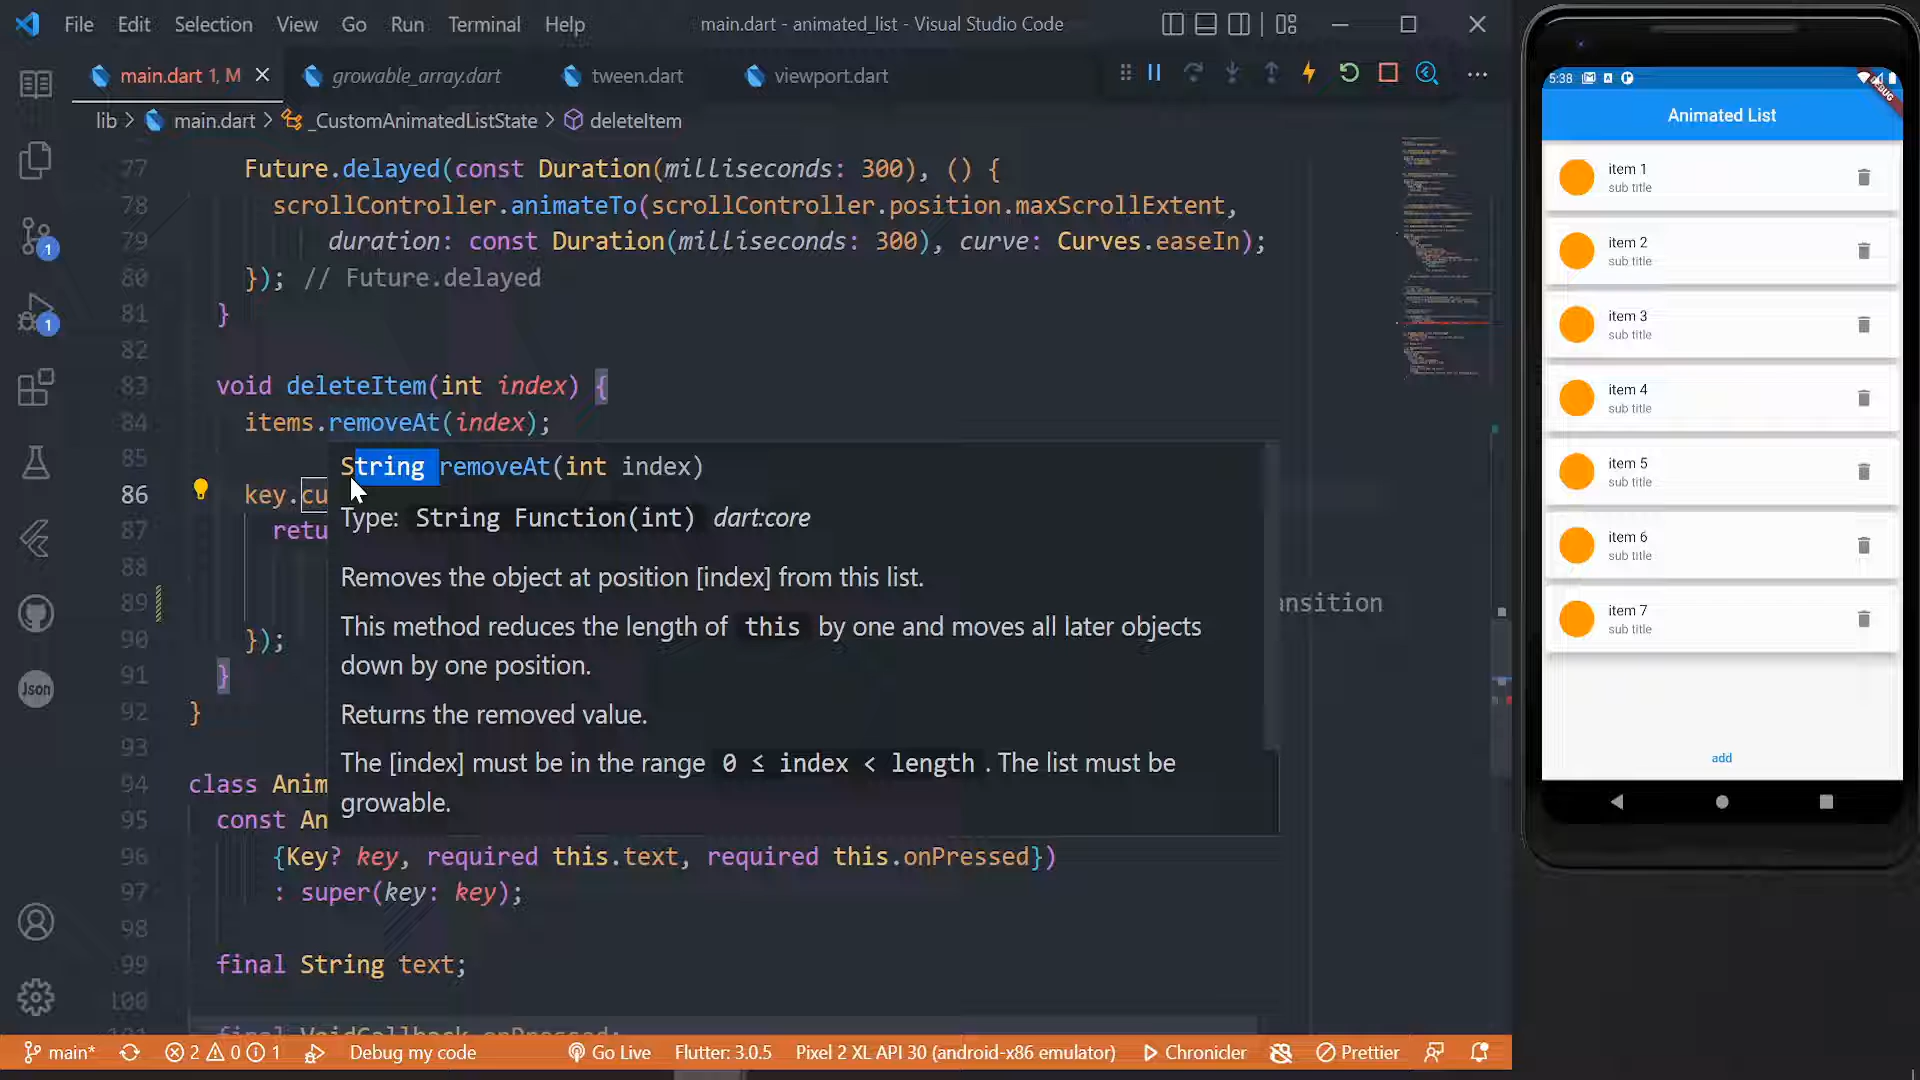 File Edit Selection View Go Run Terminal Help main.dart - animated_list - Visual Studio Code
main.dart 1, M growable_array.dart tween.dart viewport.dart
lib > main.dart > _CustomAnimatedListState > deleteItem
77 Future.delayed(const Duration(milliseconds: 300), () {
78 scrollController.animateTo(scrollController.position.maxScrollExtent,
79 duration: const Duration(milliseconds: 300), curve: Curves.easeIn);
80 }); // Future.delayed
81 }
82
83 void deleteItem(int index) {
84 items.removeAt(index);
85
86 key.cu
87 retu
88
89 ansition
90 });
91 }
92 }
93
94 class Anim
95 const An
96 {Key? key, required this.text, required this.onPressed})
97 : super(key: key);
98
99 final String text;
100
final VoidCallback onPressed;
String removeAt(int index)
Type: String Function(int) dart:core
Removes the object at position [index] from this list.
This method reduces the length of this by one and moves all later objects
down by one position.
Returns the removed value.
The [index] must be in the range 0 ≤ index < length . The list must be
growable.
1
1
Json
main* 2 0 1 Debug my code Go Live Flutter: 3.0.5 Pixel 2 XL API 30 (android-x86 emulator) Chronicler Prettier
5:38
DEBUG
Animated List
item 1
sub title
item 2
sub title
item 3
sub title
item 4
sub title
item 5
sub title
item 6
sub title
item 7
sub title
add